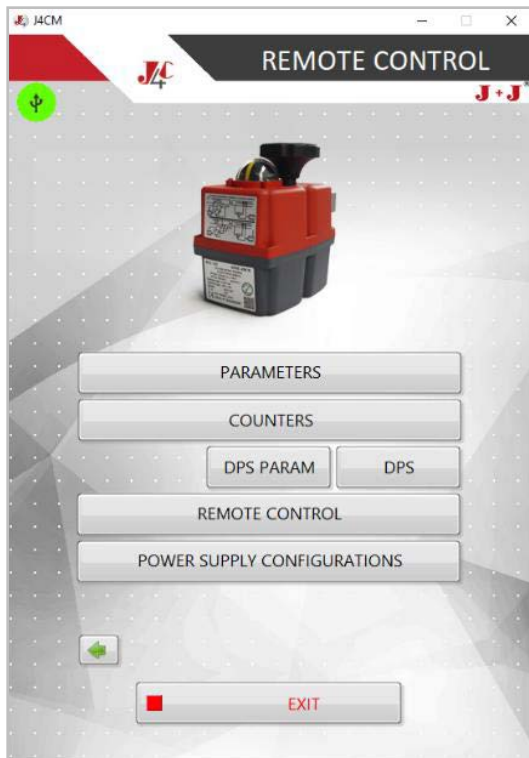 J4CM
J4C
REMOTE CONTROL
J+J®
PARAMETERS
COUNTERS
DPS PARAM
DPS
REMOTE CONTROL
POWER SUPPLY CONFIGURATIONS
EXIT